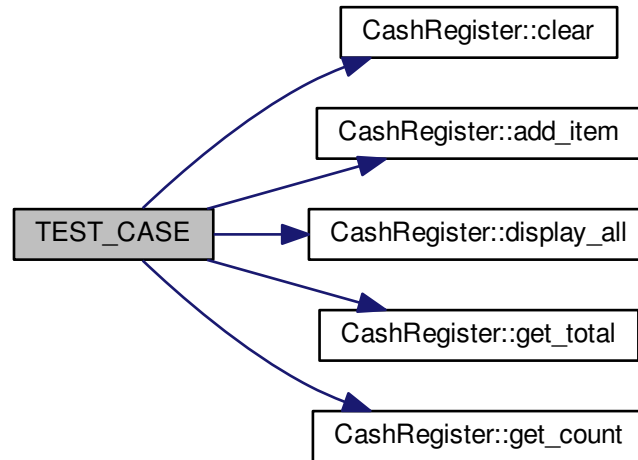 CashRegister::clear
CashRegister::add_item
TEST_CASE
CashRegister::display_all
CashRegister::get_total
CashRegister::get_count